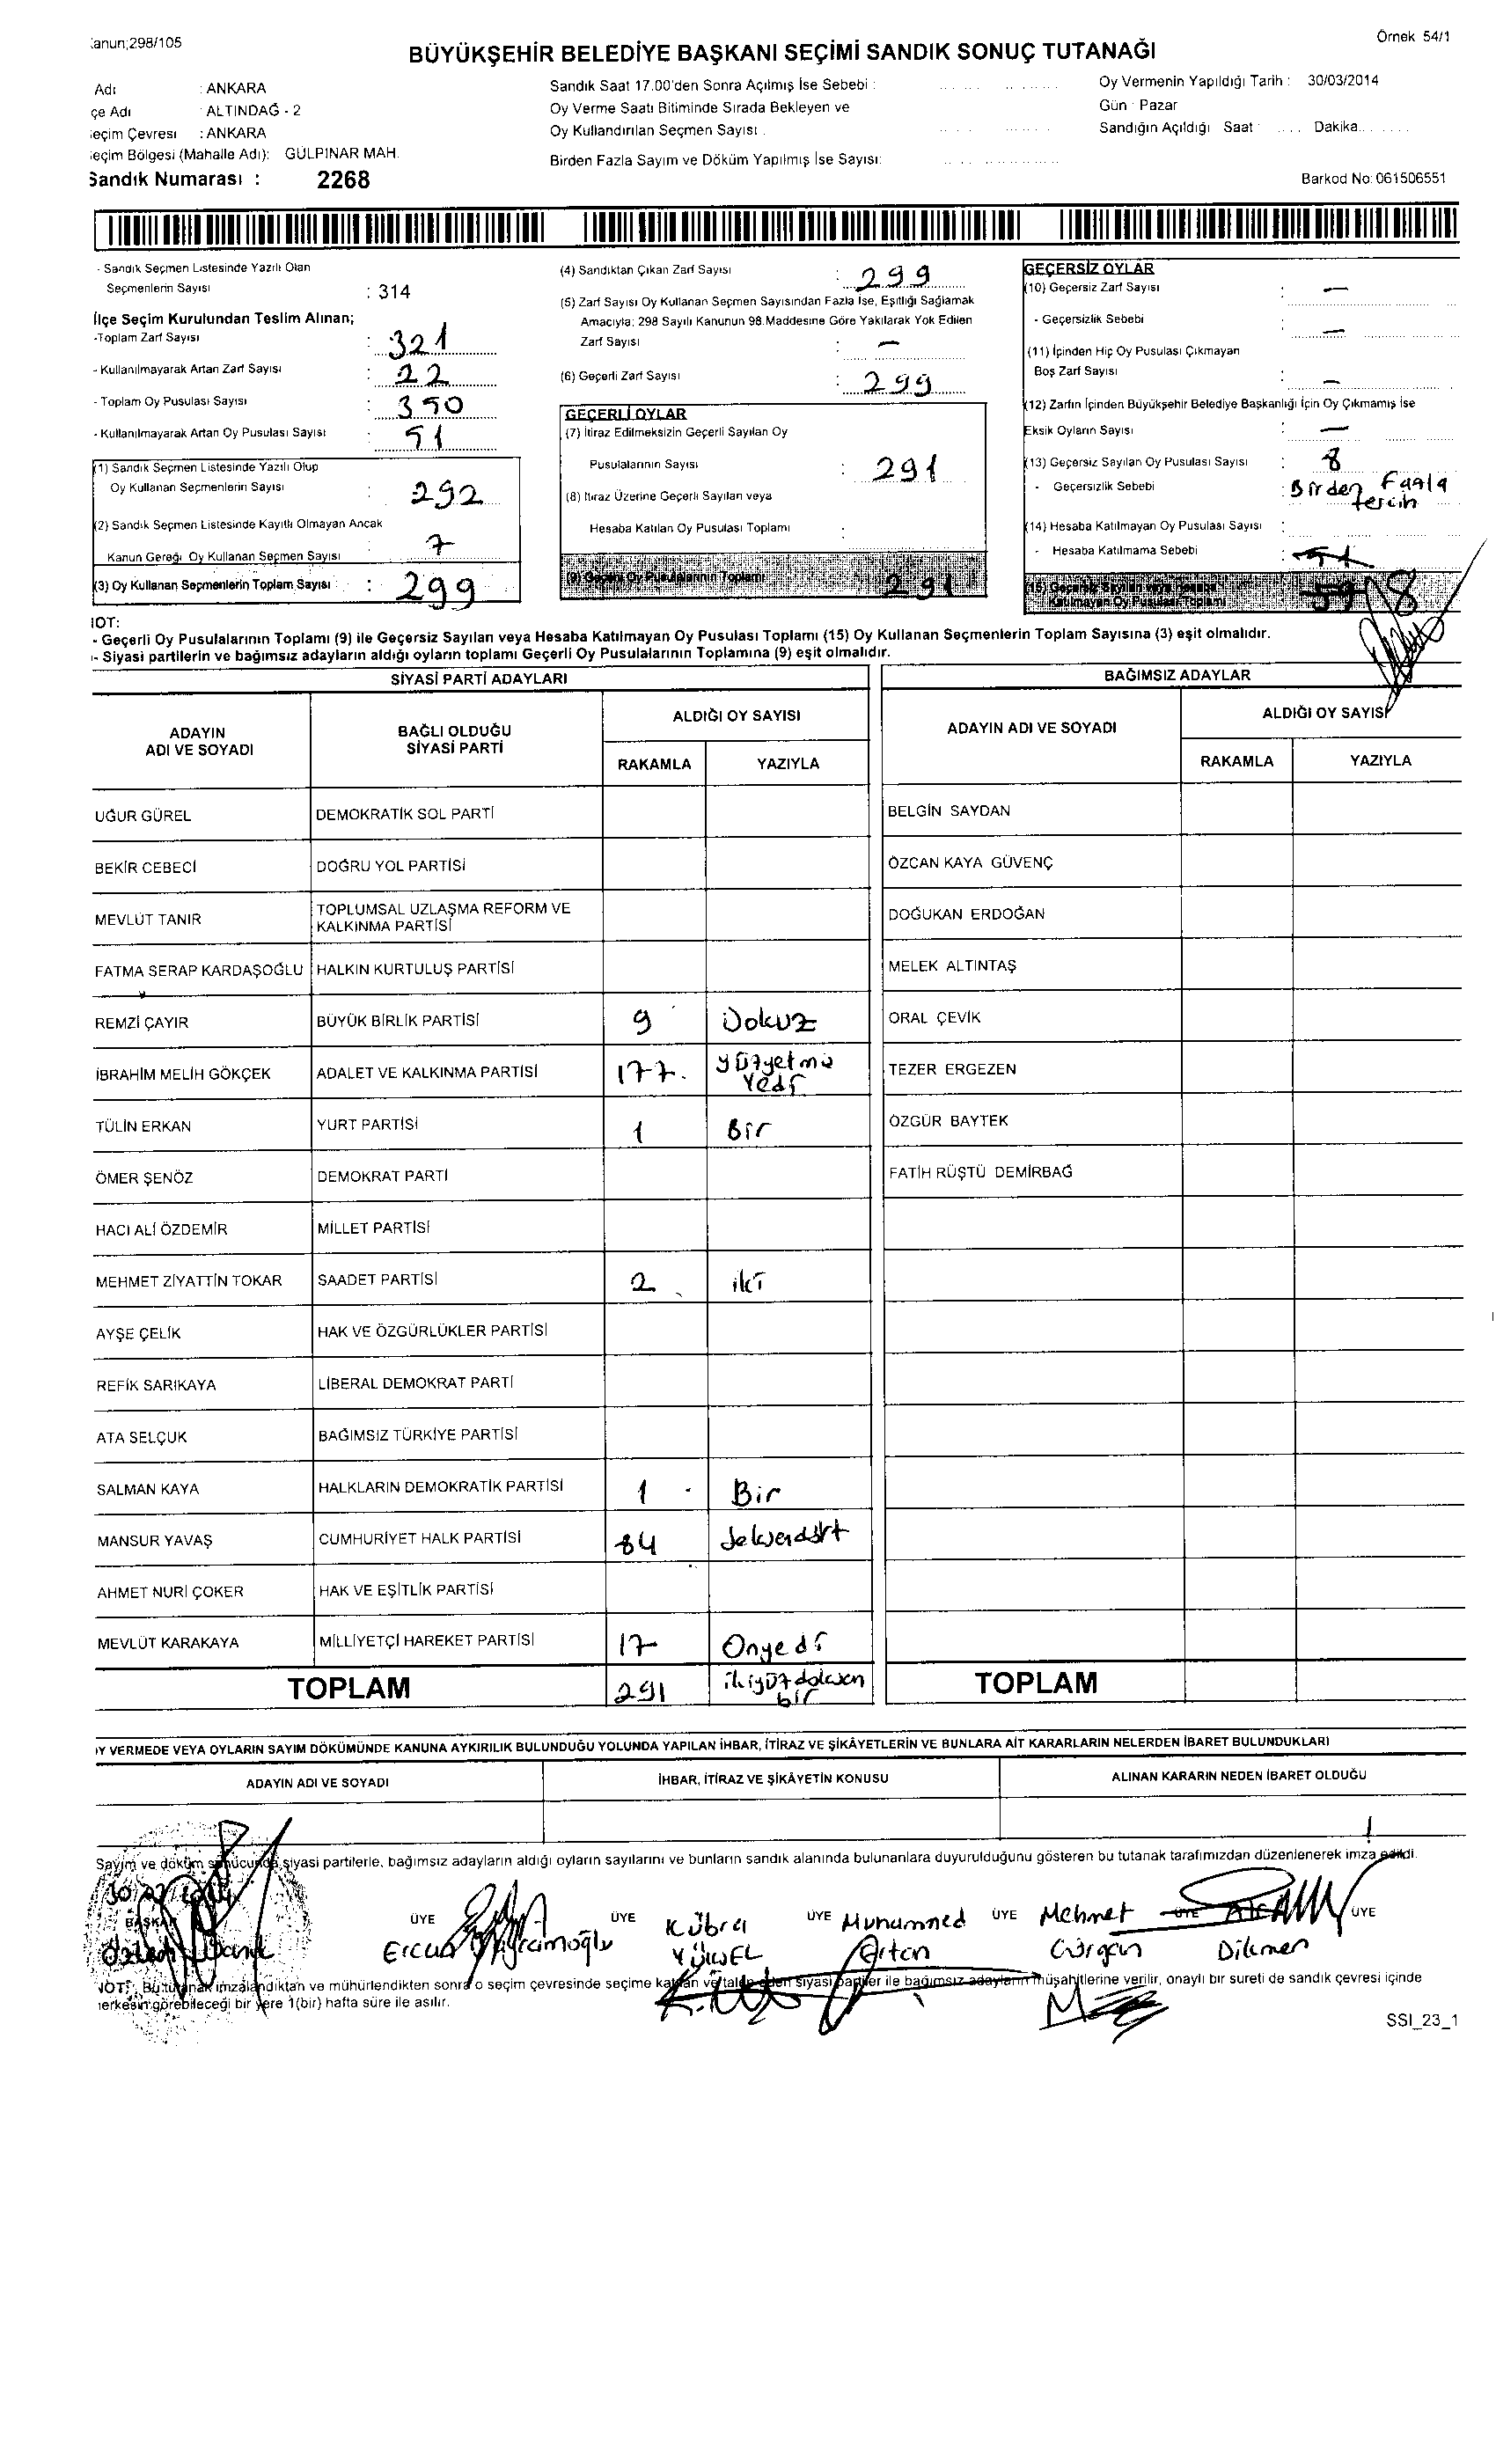 Kanun;298/105
Örnek 54/1
BÜYÜKŞEHİR BELEDİYE BAŞKANI SEÇİMİ SANDIK SONUÇ TUTANAĞI
Adı : ANKARA
çe Adı : ALTINDAĞ - 2
eçim Çevresi : ANKARA
eçim Bölgesi (Mahalle Adı): GÜLPINAR MAH.
Sandık Numarası : 2268
Sandık Saat 17.00'den Sonra Açılmış İse Sebebi :
Oy Verme Saati Bitiminde Sırada Bekleyen ve
Oy Kullandırılan Seçmen Sayısı :
Birden Fazla Sayım ve Döküm Yapılmış İse Sayısı:
Oy Vermenin Yapıldığı Tarih : 30/03/2014
Gün : Pazar
Sandığın Açıldığı Saat : .... Dakika.......
Barkod No: 061506551
- Sandık Seçmen Listesinde Yazılı Olan
Seçmenlerin Sayısı : 314
İlçe Seçim Kurulundan Teslim Alınan;
-Toplam Zarf Sayısı : 321
- Kullanılmayarak Artan Zarf Sayısı : 22
- Toplam Oy Pusulası Sayısı : 350
- Kullanılmayarak Artan Oy Pusulası Sayısı : 51
(1) Sandık Seçmen Listesinde Yazılı Olup
Oy Kullanan Seçmenlerin Sayısı : 292
(2) Sandık Seçmen Listesinde Kayıtlı Olmayan Ancak
Kanun Gereği Oy Kullanan Seçmen Sayısı : 7
(3) Oy Kullanan Seçmenlerin Toplam Sayısı : 299
(4) Sandıktan Çıkan Zarf Sayısı : 299
(5) Zarf Sayısı Oy Kullanan Seçmen Sayısından Fazla İse, Eşitliği Sağlamak
Amacıyla; 298 Sayılı Kanunun 98.Maddesine Göre Yakılarak Yok Edilen
Zarf Sayısı : -
(6) Geçerli Zarf Sayısı : 299
GEÇERLİ OYLAR
(7) İtiraz Edilmeksizin Geçerli Sayılan Oy
Pusulalarının Sayısı : 291
(8) İtiraz Üzerine Geçerli Sayılan veya
Hesaba Katılan Oy Pusulası Toplamı :
(9) Geçerli Oy Pusulalarının Toplamı 291
GEÇERSİZ OYLAR
(10) Geçersiz Zarf Sayısı : -
- Geçersizlik Sebebi : -
(11) İçinden Hiç Oy Pusulası Çıkmayan
Boş Zarf Sayısı : -
(12) Zarfın İçinden Büyükşehir Belediye Başkanlığı İçin Oy Çıkmamış İse
Eksik Oyların Sayısı : -
(13) Geçersiz Sayılan Oy Pusulası Sayısı : 8
- Geçersizlik Sebebi : Birden Fazla
tercih
(14) Hesaba Katılmayan Oy Pusulası Sayısı :
- Hesaba Katılmama Sebebi : 51
(15) Geçersiz Sayılan veya Hesaba
Katılmayan Oy Pusulası Toplamı 8
NOT:
- Geçerli Oy Pusulalarının Toplamı (9) ile Geçersiz Sayılan veya Hesaba Katılmayan Oy Pusulası Toplamı (15) Oy Kullanan Seçmenlerin Toplam Sayısına (3) eşit olmalıdır.
- Siyasi partilerin ve bağımsız adayların aldığı oyların toplamı Geçerli Oy Pusulalarının Toplamına (9) eşit olmalıdır.
SİYASİ PARTİ ADAYLARI
ADAYIN ADI VE SOYADI
BAĞLI OLDUĞU SİYASİ PARTİ
ALDIĞI OY SAYISI
RAKAMLA YAZIYLA
UĞUR GÜREL DEMOKRATİK SOL PARTİ
BEKİR CEBECİ DOĞRU YOL PARTİSİ
MEVLÜT TANIR TOPLUMSAL UZLAŞMA REFORM VE
KALKINMA PARTİSİ
FATMA SERAP KARDAŞOĞLU HALKIN KURTULUŞ PARTİSİ
REMZİ ÇAYIR BÜYÜK BİRLİK PARTİSİ 9 Dokuz
İBRAHİM MELİH GÖKÇEK ADALET VE KALKINMA PARTİSİ 177. yüzyetmiş
Yedi
TÜLİN ERKAN YURT PARTİSİ 1 Bir
ÖMER ŞENÖZ DEMOKRAT PARTİ
HACI ALİ ÖZDEMİR MİLLET PARTİSİ
MEHMET ZİYATTİN TOKAR SAADET PARTİSİ 2 iki
AYŞE ÇELİK HAK VE ÖZGÜRLÜKLER PARTİSİ
REFİK SARIKAYA LİBERAL DEMOKRAT PARTİ
ATA SELÇUK BAĞIMSIZ TÜRKİYE PARTİSİ
SALMAN KAYA HALKLARIN DEMOKRATİK PARTİSİ 1 Bir
MANSUR YAVAŞ CUMHURİYET HALK PARTİSİ 84 Seksendört
AHMET NURİ ÇOKER HAK VE EŞİTLİK PARTİSİ
MEVLÜT KARAKAYA MİLLİYETÇİ HAREKET PARTİSİ 17 Onyedi
TOPLAM 291 ikiyüzdoksan
bir
BAĞIMSIZ ADAYLAR
ADAYIN ADI VE SOYADI
ALDIĞI OY SAYISI
RAKAMLA YAZIYLA
BELGİN SAYDAN
ÖZCAN KAYA GÜVENÇ
DOĞUKAN ERDOĞAN
MELEK ALTINTAŞ
ORAL ÇEVİK
TEZER ERGEZEN
ÖZGÜR BAYTEK
FATİH RÜŞTÜ DEMİRBAĞ
TOPLAM
OY VERMEDE VEYA OYLARIN SAYIM DÖKÜMÜNDE KANUNA AYKIRILIK BULUNDUĞU YOLUNDA YAPILAN İHBAR, İTİRAZ VE ŞİKÂYETLERİN VE BUNLARA AİT KARARLARIN NELERDEN İBARET BULUNDUKLARI
ADAYIN ADI VE SOYADI İHBAR, İTİRAZ VE ŞİKÂYETİN KONUSU ALINAN KARARIN NEDEN İBARET OLDUĞU
Sayım ve döküm sonucunda, siyasi partilerle, bağımsız adayların aldığı oyların sayılarını ve bunların sandık alanında bulunanlara duyurulduğunu gösteren bu tutanak tarafımızdan düzenlenerek imza edildi.
BAŞKAN ÜYE ÜYE ÜYE ÜYE ÜYE ÜYE
Ercan Bayramoğlu
Kübra
YÜKSEL
Muhammed
Artan
Mehmet
Gürgan
Dikmen
NOT: Bu tutanak imzalandıktan ve mühürlendikten sonra o seçim çevresinde seçime katılan ve talep eden siyasi partiler ile bağımsız adayların müşahitlerine verilir, onaylı bir sureti de sandık çevresi içinde
herkesin görebileceği bir yere 1(bir) hafta süre ile asılır.
SSI_23_1